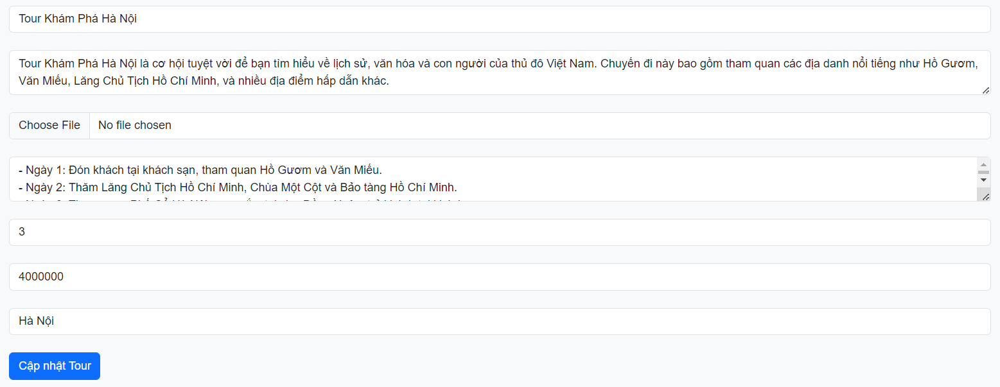 Tour Khám Phá Hà Nội
Tour Khám Phá Hà Nội là cơ hội tuyệt vời để bạn tìm hiểu về lịch sử, văn hóa và con người của thủ đô Việt Nam. Chuyến đi này bao gồm tham quan các địa danh nổi tiếng như Hồ Gươm,
Văn Miếu, Lăng Chủ Tịch Hồ Chí Minh, và nhiều địa điểm hấp dẫn khác.
Choose File No file chosen
- Ngày 1: Đón khách tại khách sạn, tham quan Hồ Gươm và Văn Miếu.
- Ngày 2: Thăm Lăng Chủ Tịch Hồ Chí Minh, Chùa Một Cột và Bảo tàng Hồ Chí Minh.
3
4000000
Hà Nội
Cập nhật Tour